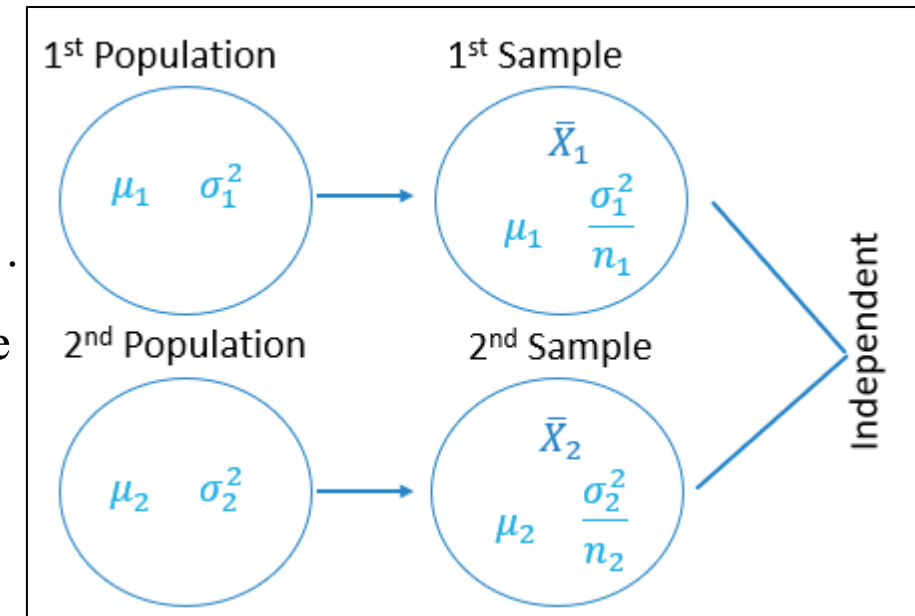 1st Population
1st Sample
X̄₁
μ₁ σ₁²
μ₁ σ₁²/n₁
.
Independent
e
2nd Population
2nd Sample
X̄₂
μ₂ σ₂²
μ₂ σ₂²/n₂